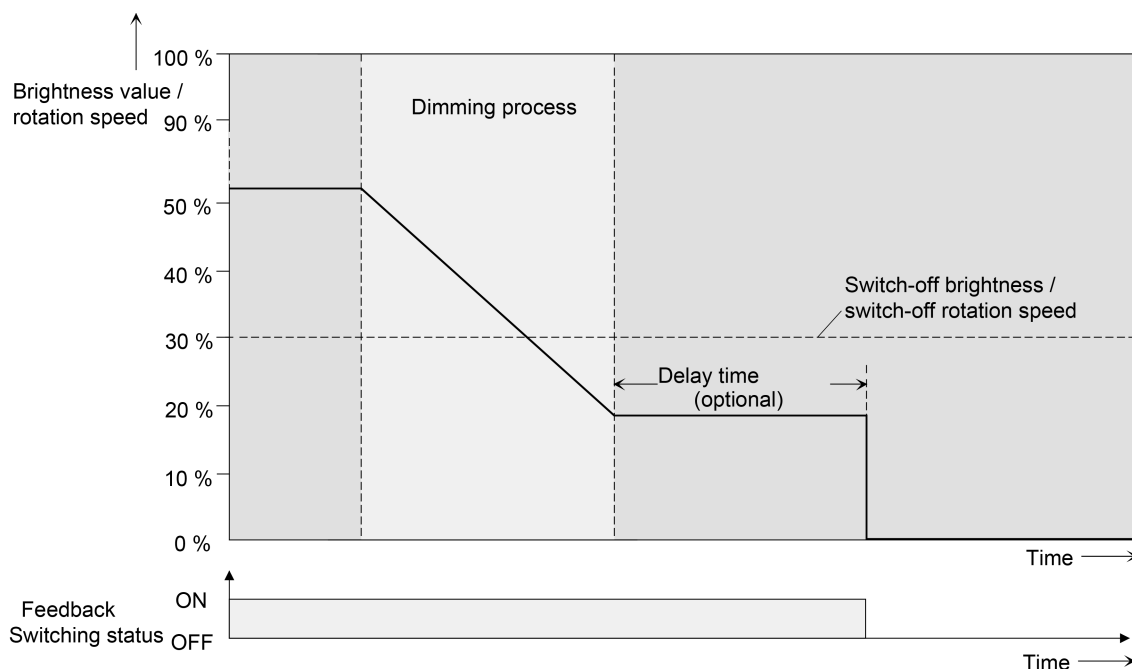 100 %
Brightness value /
rotation speed
90 %
Dimming process
50 %
40 %
Switch-off brightness /
switch-off rotation speed
30 %
Delay time
(optional)
20 %
10 %
0 %
Time
ON
Feedback
Switching status
OFF
Time